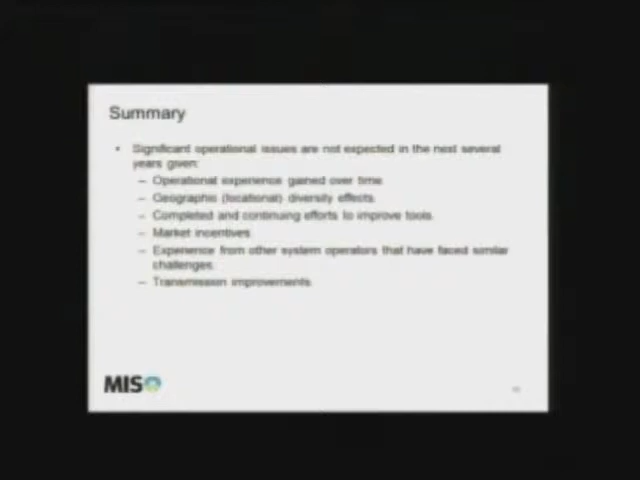 Summary
• Significant operational issues are not expected in the next several
years given:
– Operational experience gained over time
– Geographic (locational) diversity effects
– Completed and continuing efforts to improve tools
– Market incentives
– Experience from other system operators that have faced similar
challenges
– Transmission improvements
MISO